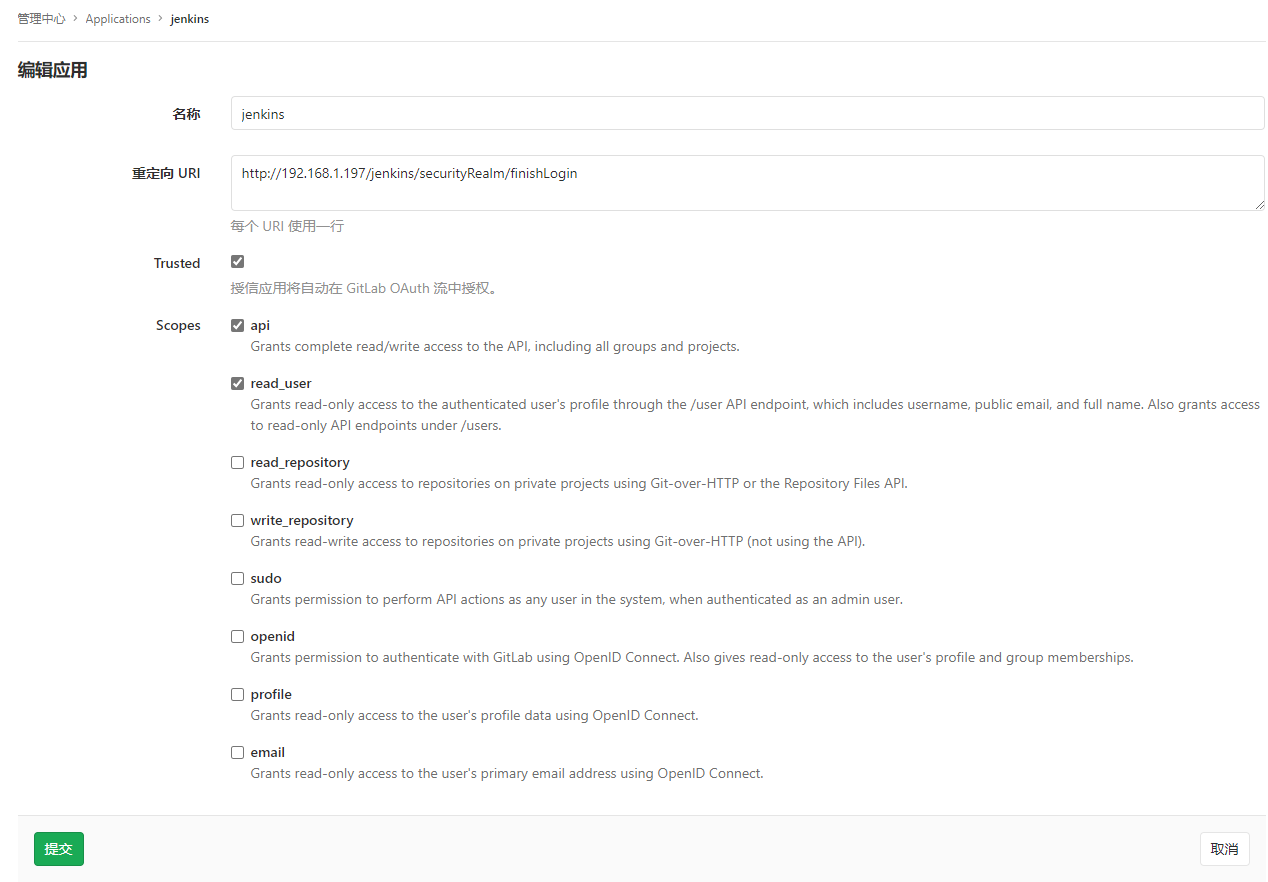 管理中心 > Applications > jenkins
编辑应用
名称 jenkins
重定向 URI http://192.168.1.197/jenkins/securityRealm/finishLogin
每个 URI 使用一行
Trusted
授信应用将自动在 GitLab OAuth 流中授权。
Scopes api
Grants complete read/write access to the API, including all groups and projects.
read_user
Grants read-only access to the authenticated user's profile through the /user API endpoint, which includes username, public email, and full name. Also grants access
to read-only API endpoints under /users.
read_repository
Grants read-only access to repositories on private projects using Git-over-HTTP or the Repository Files API.
write_repository
Grants read-write access to repositories on private projects using Git-over-HTTP (not using the API).
sudo
Grants permission to perform API actions as any user in the system, when authenticated as an admin user.
openid
Grants permission to authenticate with GitLab using OpenID Connect. Also gives read-only access to the user's profile and group memberships.
profile
Grants read-only access to the user's profile data using OpenID Connect.
email
Grants read-only access to the user's primary email address using OpenID Connect.
提交 取消